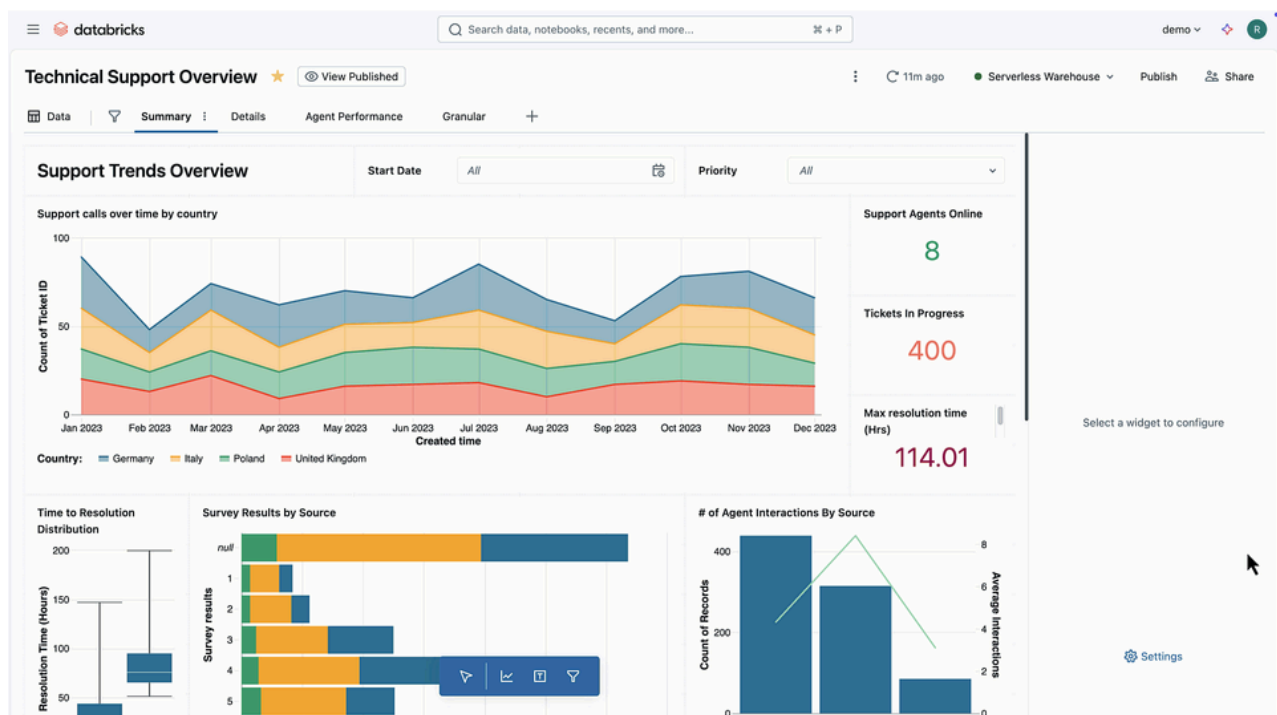 databricks
Search data, notebooks, recents, and more...
⌘ + P
demo
R
Technical Support Overview
View Published
11m ago
Serverless Warehouse
Publish
Share
Data
Summary
Details
Agent Performance
Granular
Support Trends Overview
Start Date
All
Priority
All
Support calls over time by country
100
50
0
Count of Ticket ID
Jan 2023 Feb 2023 Mar 2023 Apr 2023 May 2023 Jun 2023 Jul 2023 Aug 2023 Sep 2023 Oct 2023 Nov 2023 Dec 2023
Created time
Country: Germany Italy Poland United Kingdom
Support Agents Online
8
Tickets In Progress
400
Max resolution time
(Hrs)
114.01
Select a widget to configure
Settings
Time to Resolution
Distribution
200
150
100
50
Resolution Time (Hours)
Survey Results by Source
null
1
2
3
4
5
Survey results
# of Agent Interactions By Source
400
200
0
Count of Records
8
6
4
2
0
Average Interactions